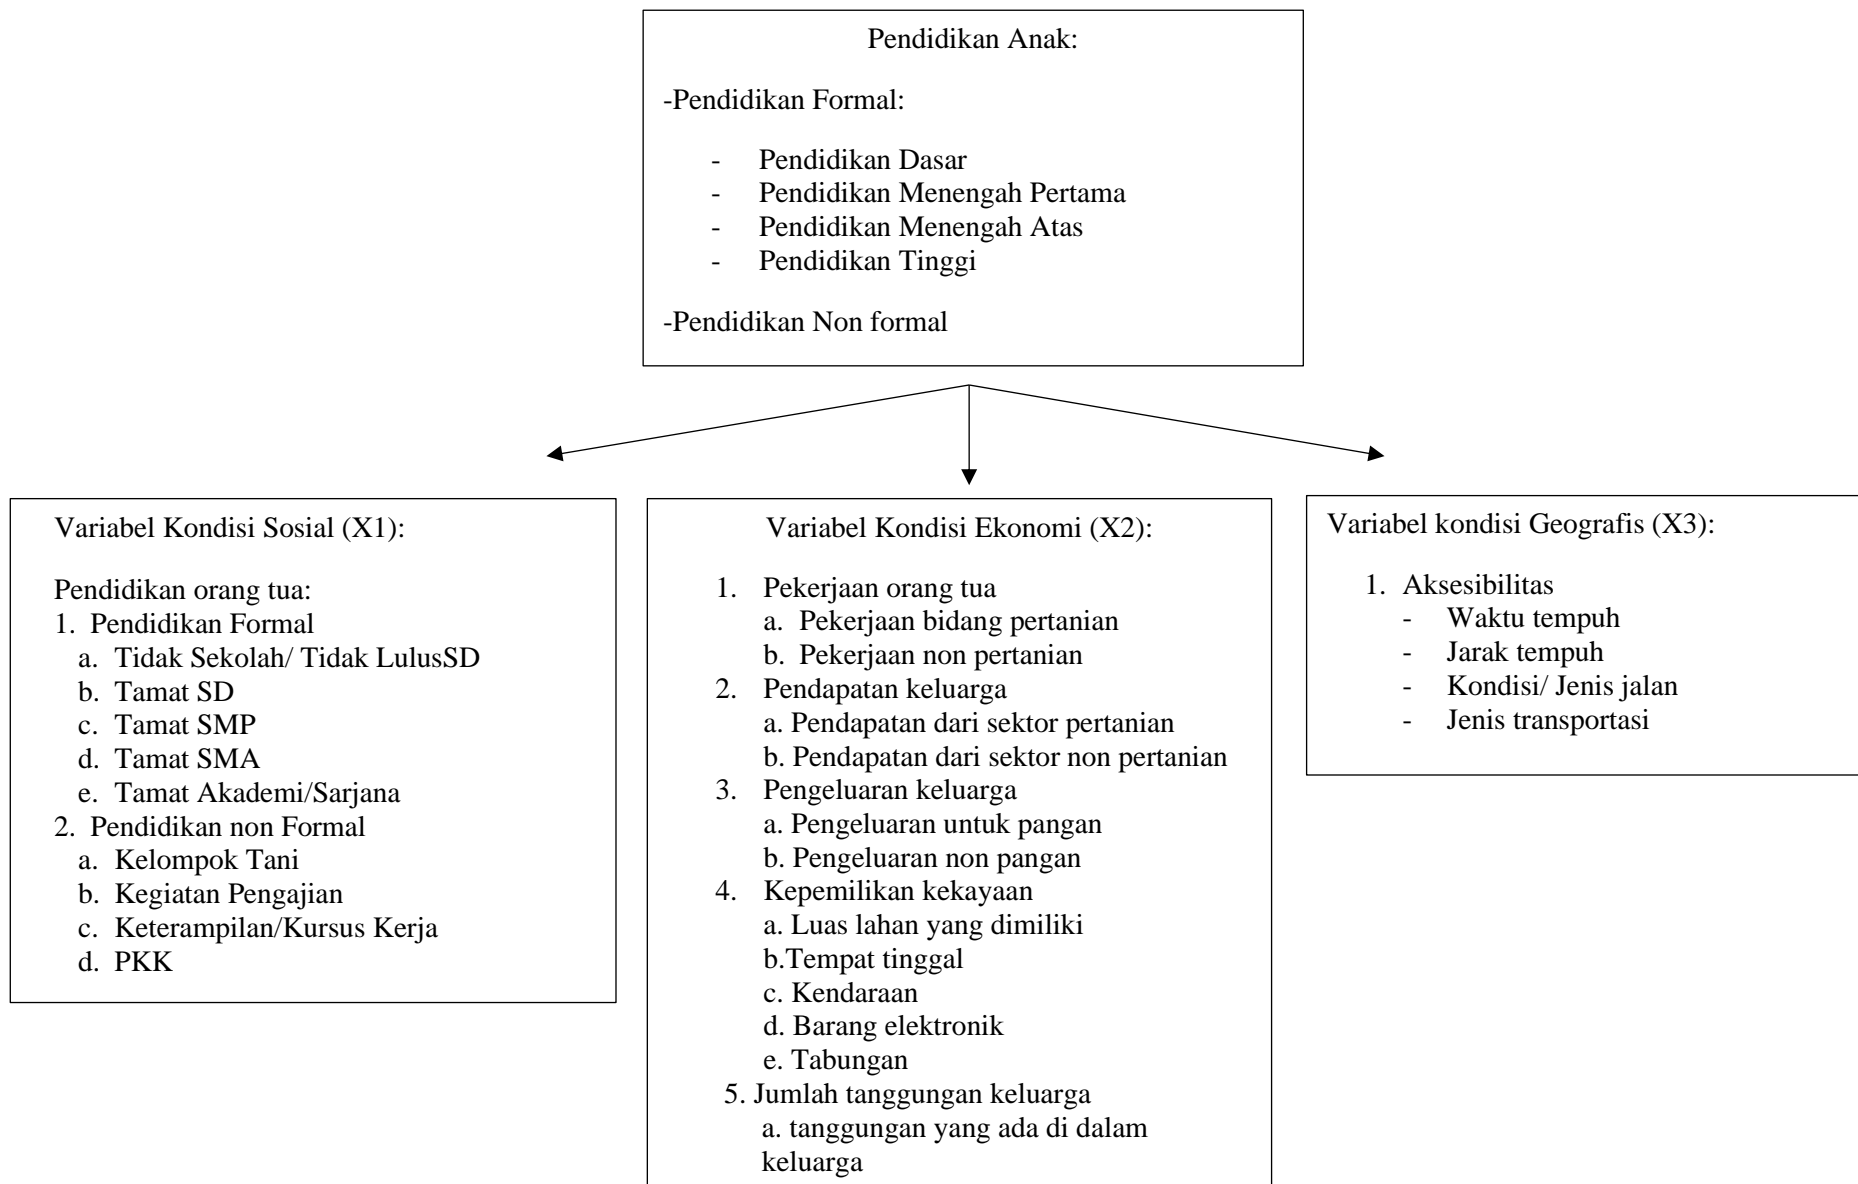 Pendidikan Anak:
-Pendidikan Formal:
- Pendidikan Dasar
- Pendidikan Menengah Pertama
- Pendidikan Menengah Atas
- Pendidikan Tinggi
-Pendidikan Non formal
Variabel Kondisi Sosial (X1):
Pendidikan orang tua:
1. Pendidikan Formal
a. Tidak Sekolah/ Tidak LulusSD
b. Tamat SD
c. Tamat SMP
d. Tamat SMA
e. Tamat Akademi/Sarjana
2. Pendidikan non Formal
a. Kelompok Tani
b. Kegiatan Pengajian
c. Keterampilan/Kursus Kerja
d. PKK
Variabel Kondisi Ekonomi (X2):
1. Pekerjaan orang tua
a. Pekerjaan bidang pertanian
b. Pekerjaan non pertanian
2. Pendapatan keluarga
a. Pendapatan dari sektor pertanian
b. Pendapatan dari sektor non pertanian
3. Pengeluaran keluarga
a. Pengeluaran untuk pangan
b. Pengeluaran non pangan
4. Kepemilikan kekayaan
a. Luas lahan yang dimiliki
b.Tempat tinggal
c. Kendaraan
d. Barang elektronik
e. Tabungan
5. Jumlah tanggungan keluarga
a. tanggungan yang ada di dalam
keluarga
Variabel kondisi Geografis (X3):
1. Aksesibilitas
- Waktu tempuh
- Jarak tempuh
- Kondisi/ Jenis jalan
- Jenis transportasi